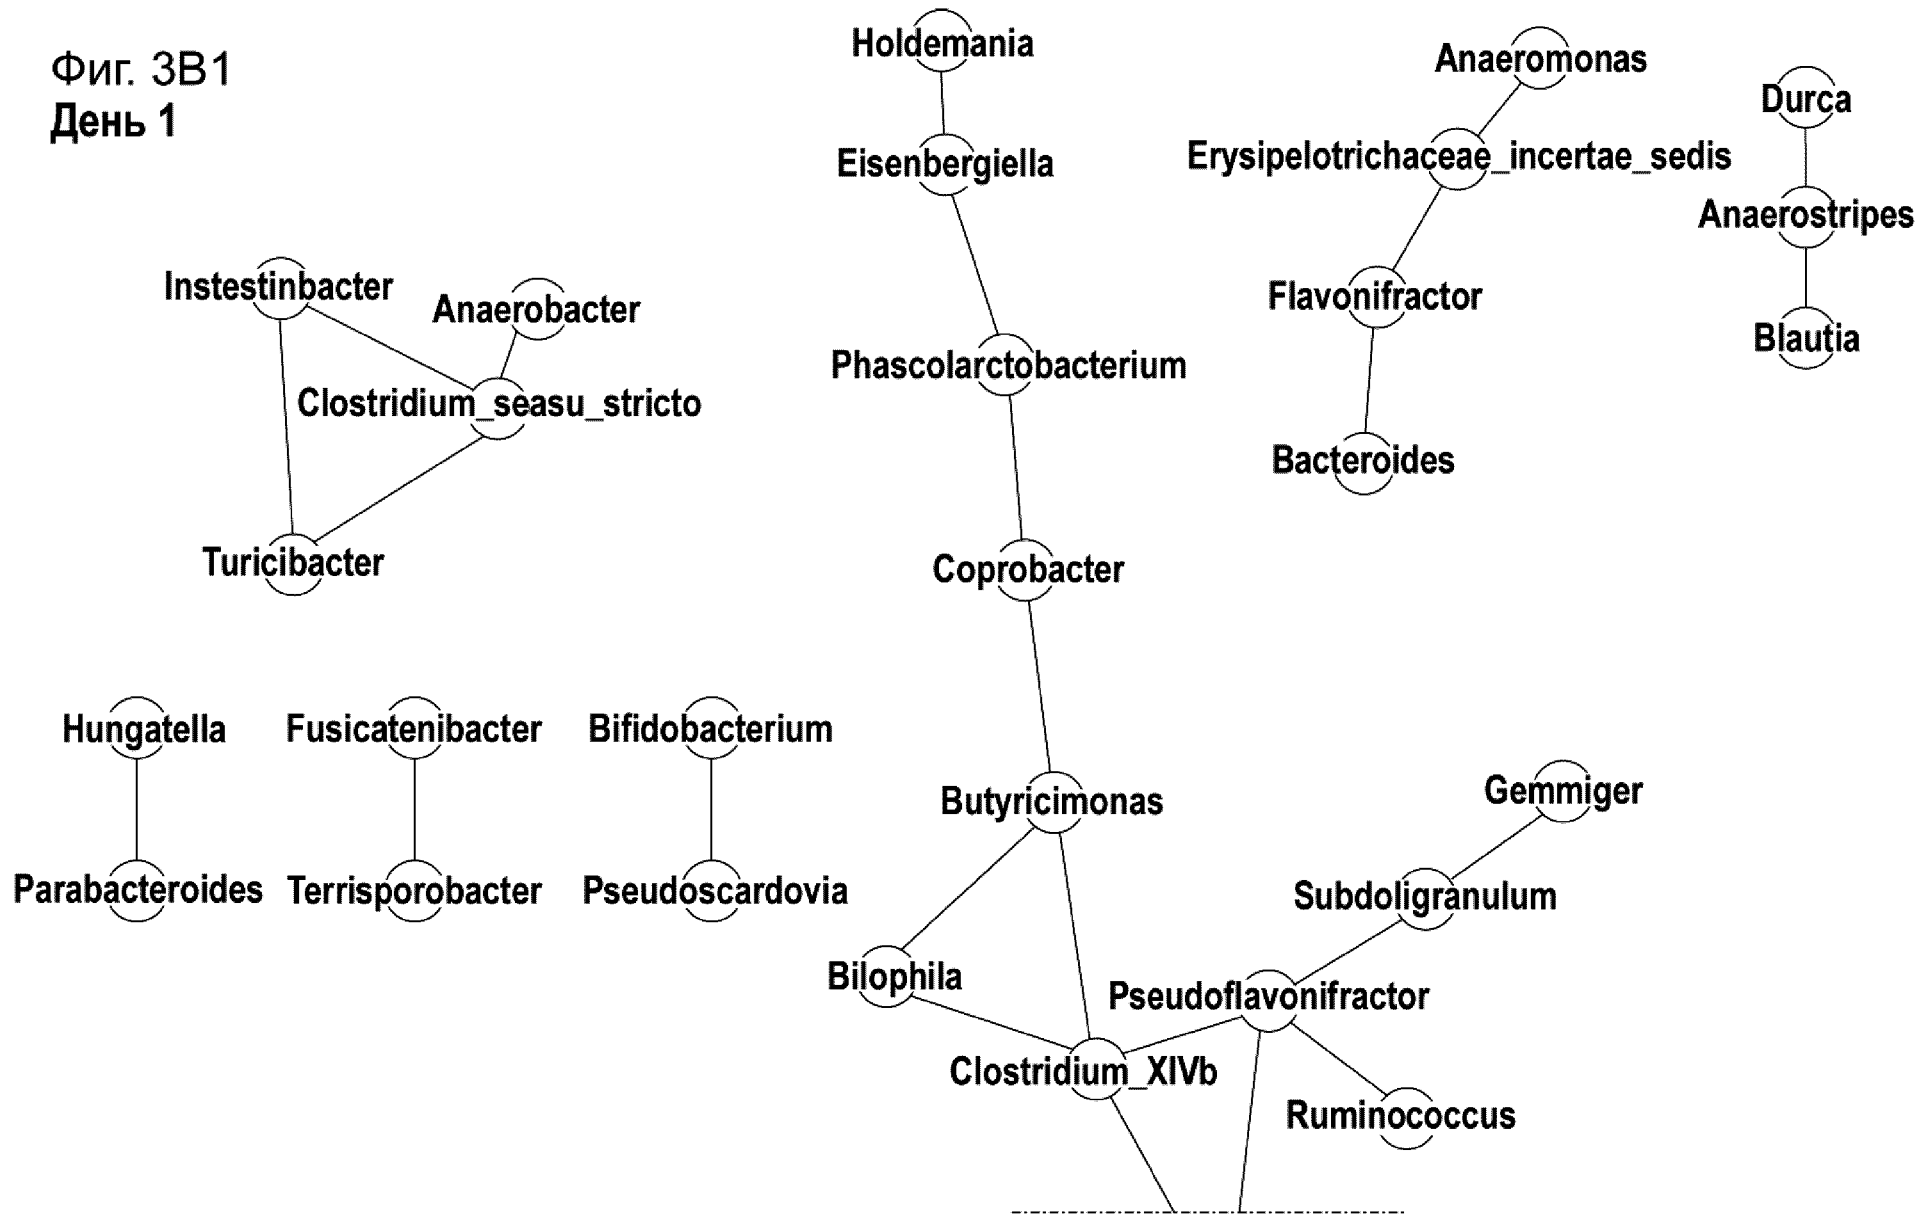 Фиг. 3В1
День 1
Holdemania
Anaeromonas
Durca
Eisenbergiella
Erysipelotrichaceae_incertae_sedis
Anaerostripes
Instestinbacter
Anaerobacter
Flavonifractor
Blautia
Phascolarctobacterium
Clostridium_seasu_stricto
Bacteroides
Turicibacter
Coprobacter
Hungatella
Fusicatenibacter
Bifidobacterium
Butyricimonas
Gemmiger
Parabacteroides
Terrisporobacter
Pseudoscardovia
Subdoligranulum
Bilophila
Pseudoflavonifractor
Clostridium_XIVb
Ruminococcus